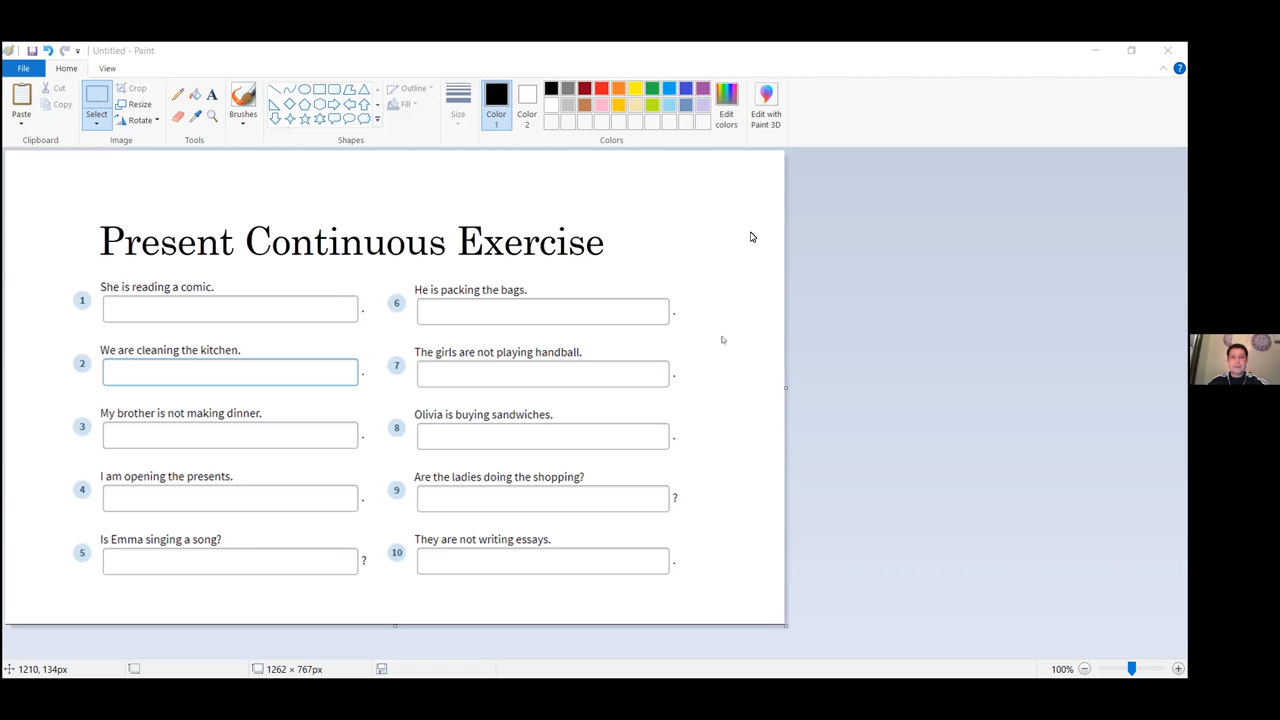 Untitled - Paint
File Home View
Paste
Cut
Copy
Clipboard
Select
Crop
Resize
Rotate
Image
Tools
Brushes
Outline
Fill
Shapes
Size
Color 1
Color 2
Edit colors
Colors
Edit with Paint 3D
Present Continuous Exercise
1 She is reading a comic.
.
2 We are cleaning the kitchen.
.
3 My brother is not making dinner.
.
4 I am opening the presents.
.
5 Is Emma singing a song?
?
6 He is packing the bags.
.
7 The girls are not playing handball.
.
8 Olivia is buying sandwiches.
.
9 Are the ladies doing the shopping?
?
10 They are not writing essays.
.
1210, 134px
1262 × 767px
100%